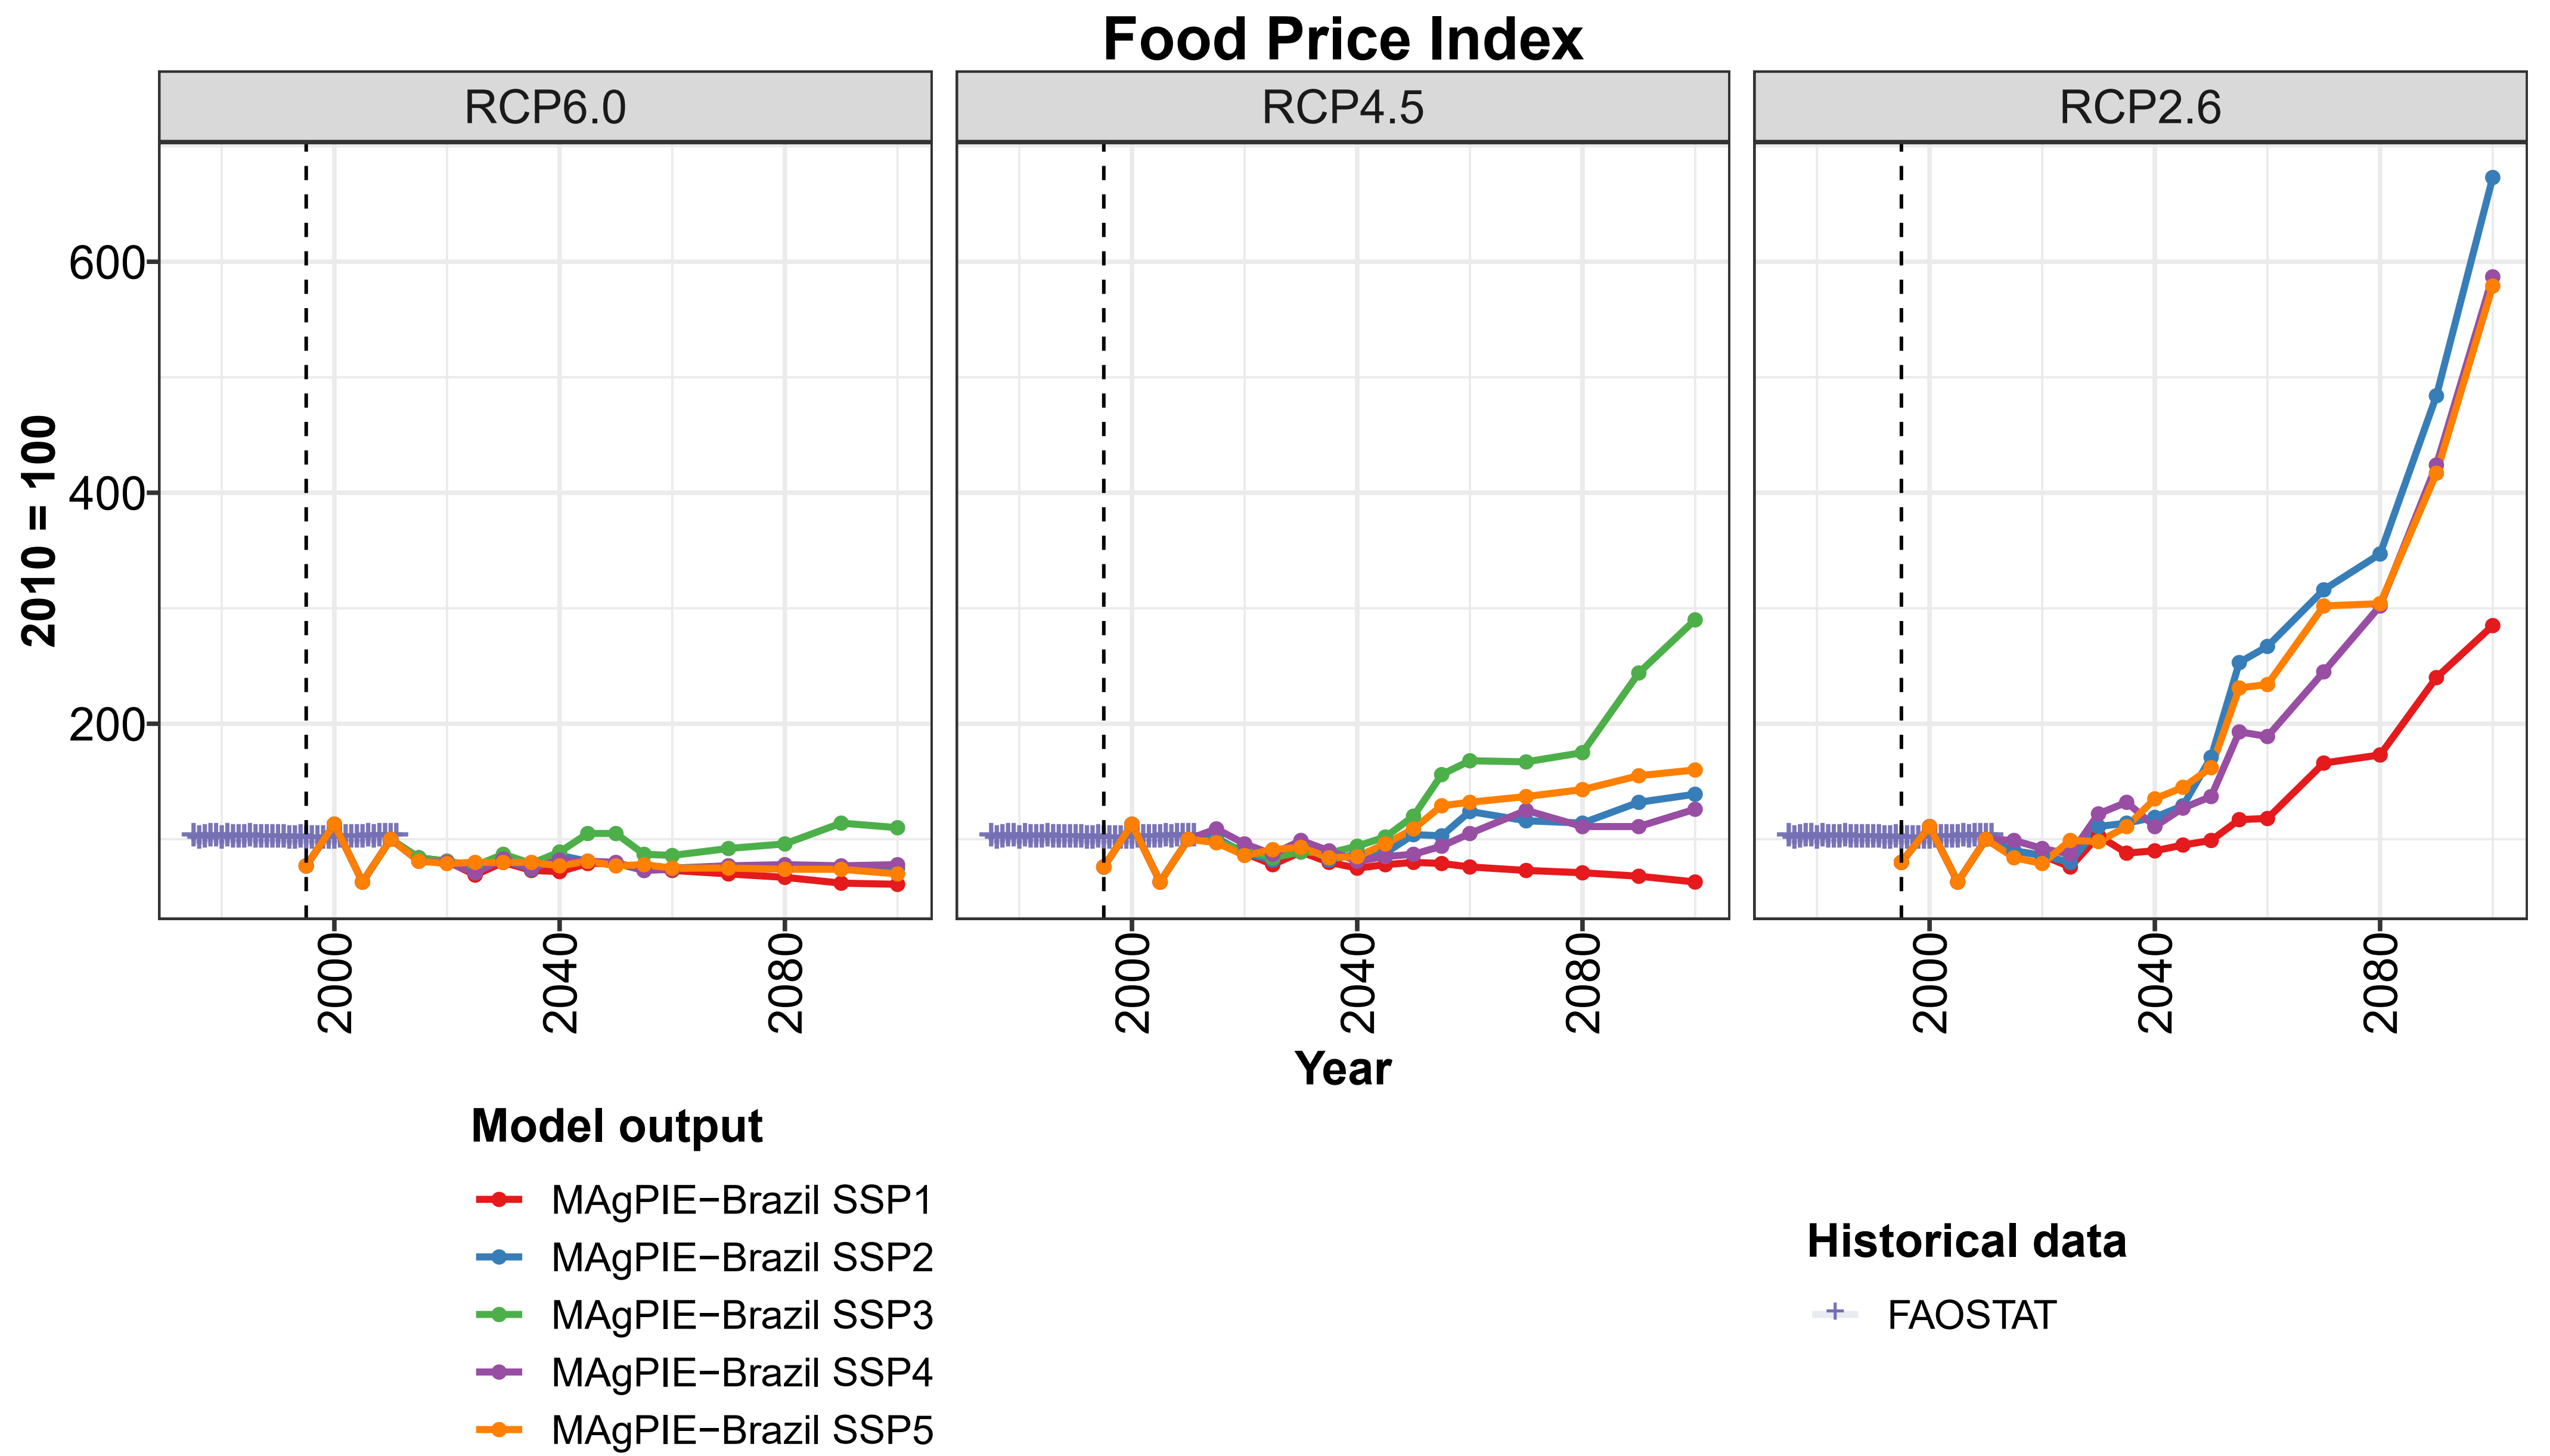 Food Price Index
RCP6.0
RCP4.5
RCP2.6
2010 = 100
600
400
200
2000
2040
2080
2000
2040
2080
2000
2040
2080
Year
Model output
MAgPIE−Brazil SSP1
MAgPIE−Brazil SSP2
MAgPIE−Brazil SSP3
MAgPIE−Brazil SSP4
MAgPIE−Brazil SSP5
Historical data
FAOSTAT